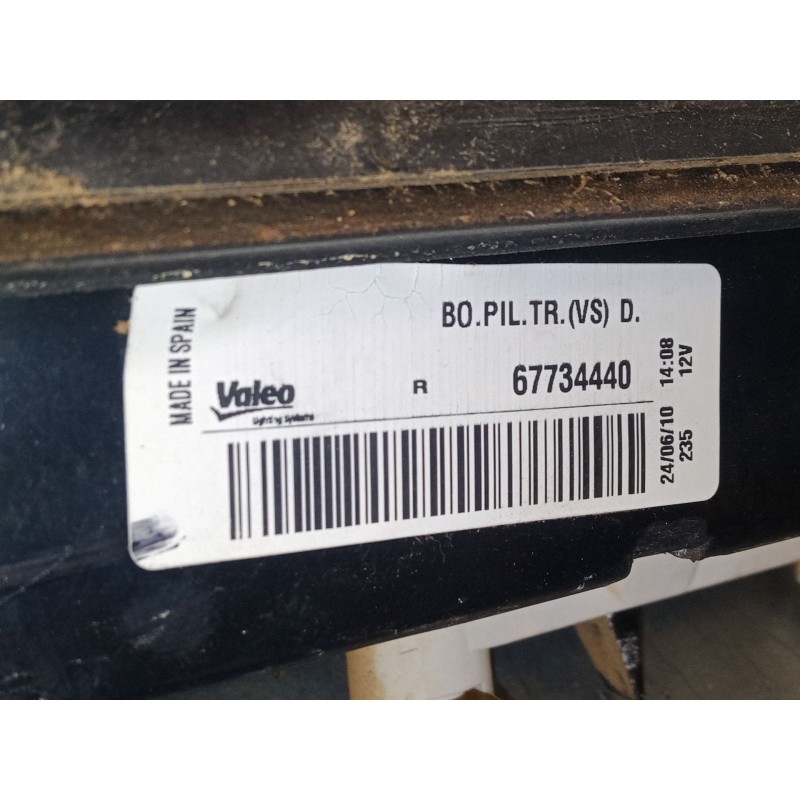 MADE IN SPAIN
BO.PIL.TR.(VS) D.
Valeo
Lighting Systems
R
67734440
24/06/10 14:08
235 12V